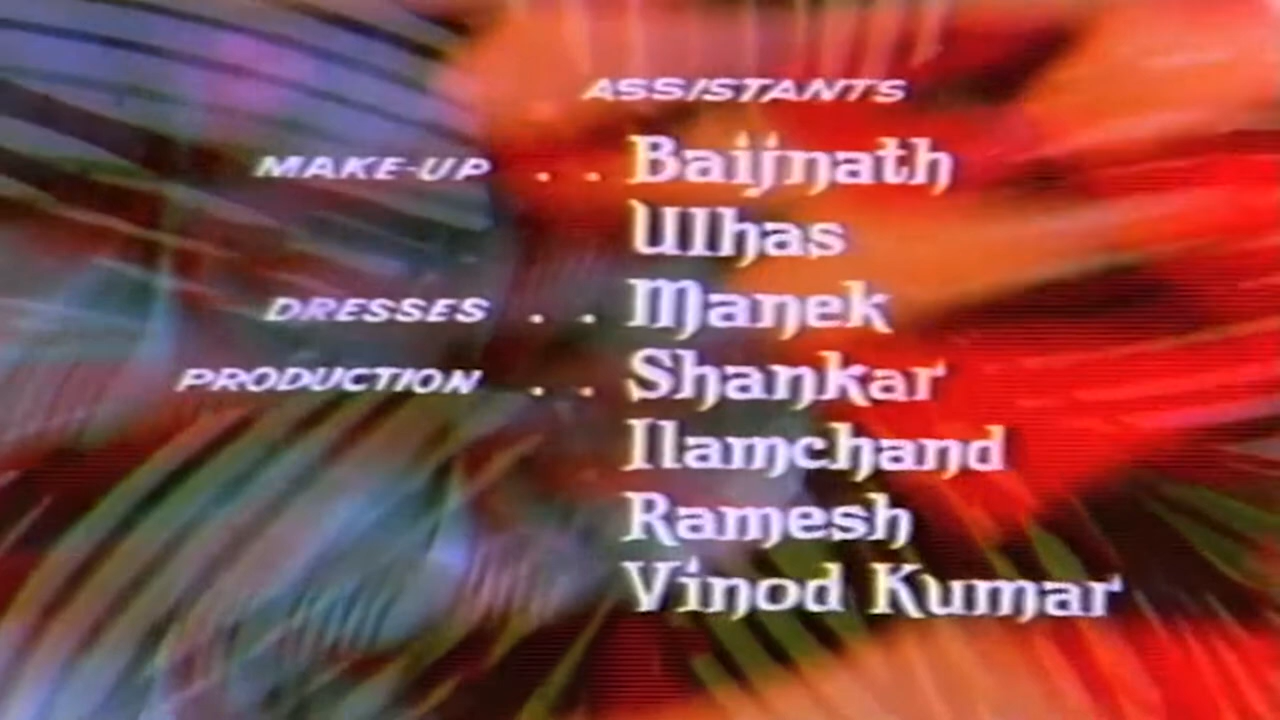 ASSISTANTS
MAKE-UP . . Baijnath
Ulhas
DRESSES . . Manek
PRODUCTION . . Shankar
Ilamchand
Ramesh
Vinod Kumar